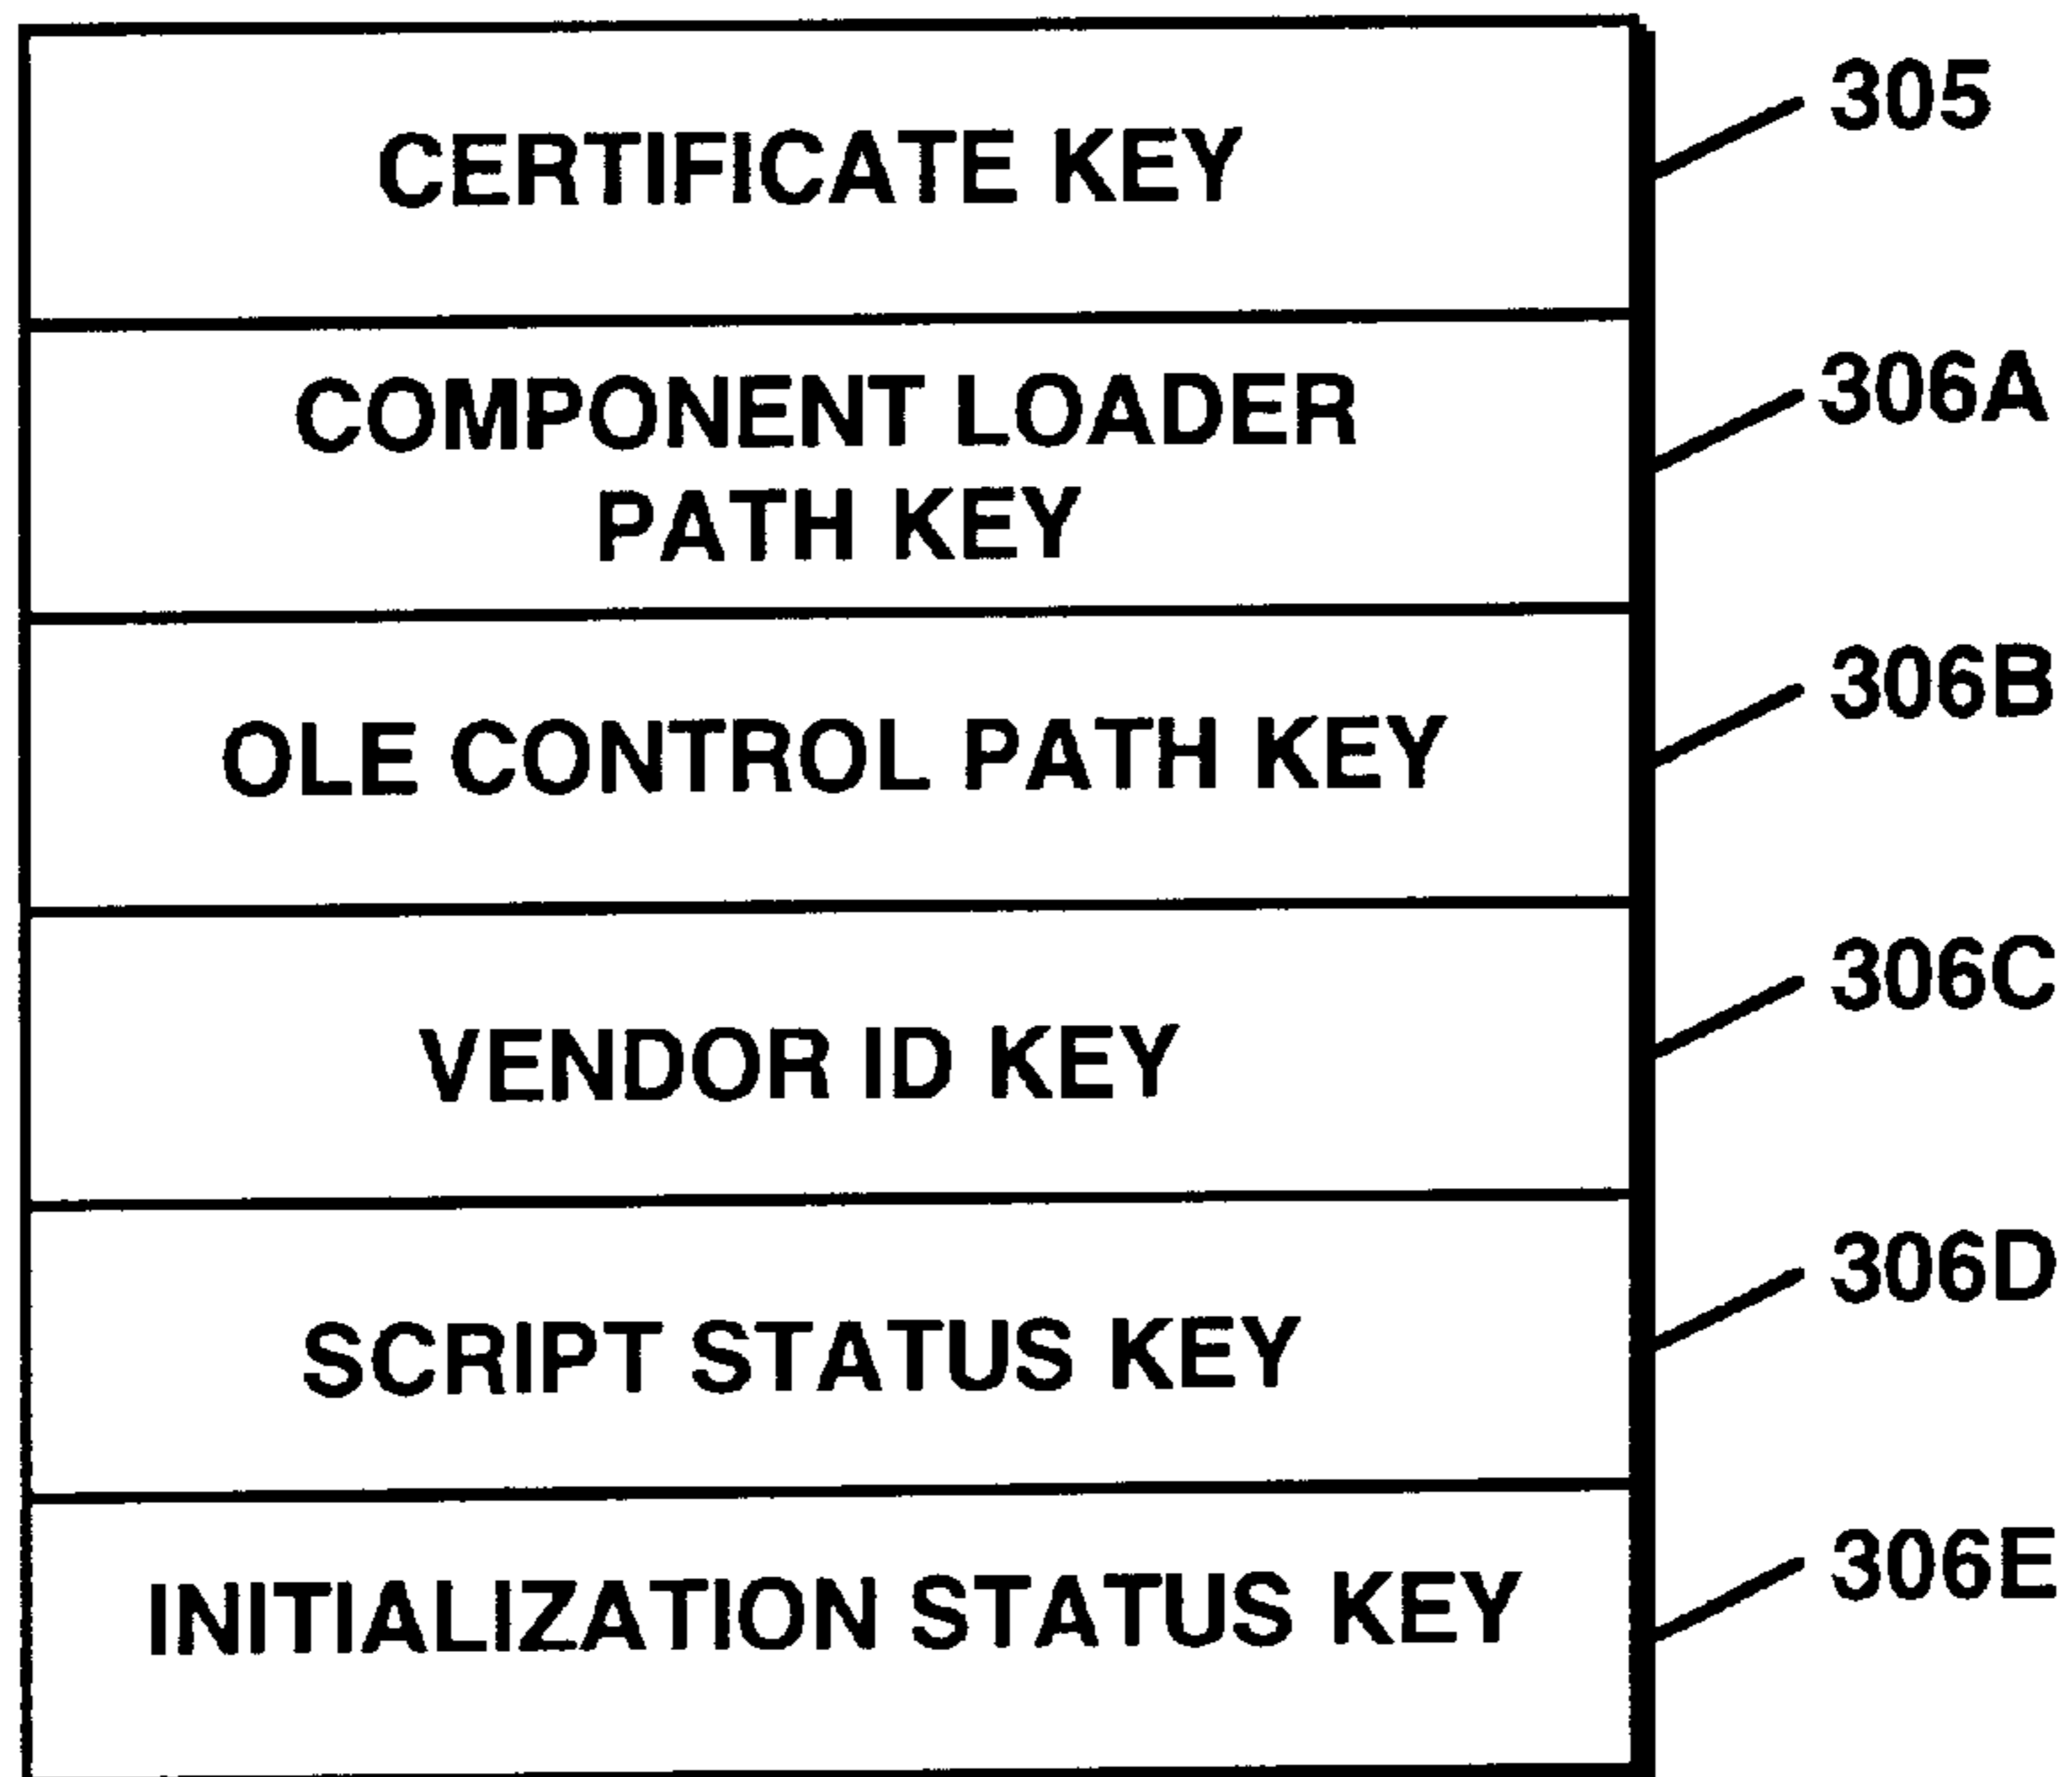 CERTIFICATE KEY
305
COMPONENT LOADER
PATH KEY
306A
OLE CONTROL PATH KEY
306B
VENDOR ID KEY
306C
SCRIPT STATUS KEY
306D
INITIALIZATION STATUS KEY
306E